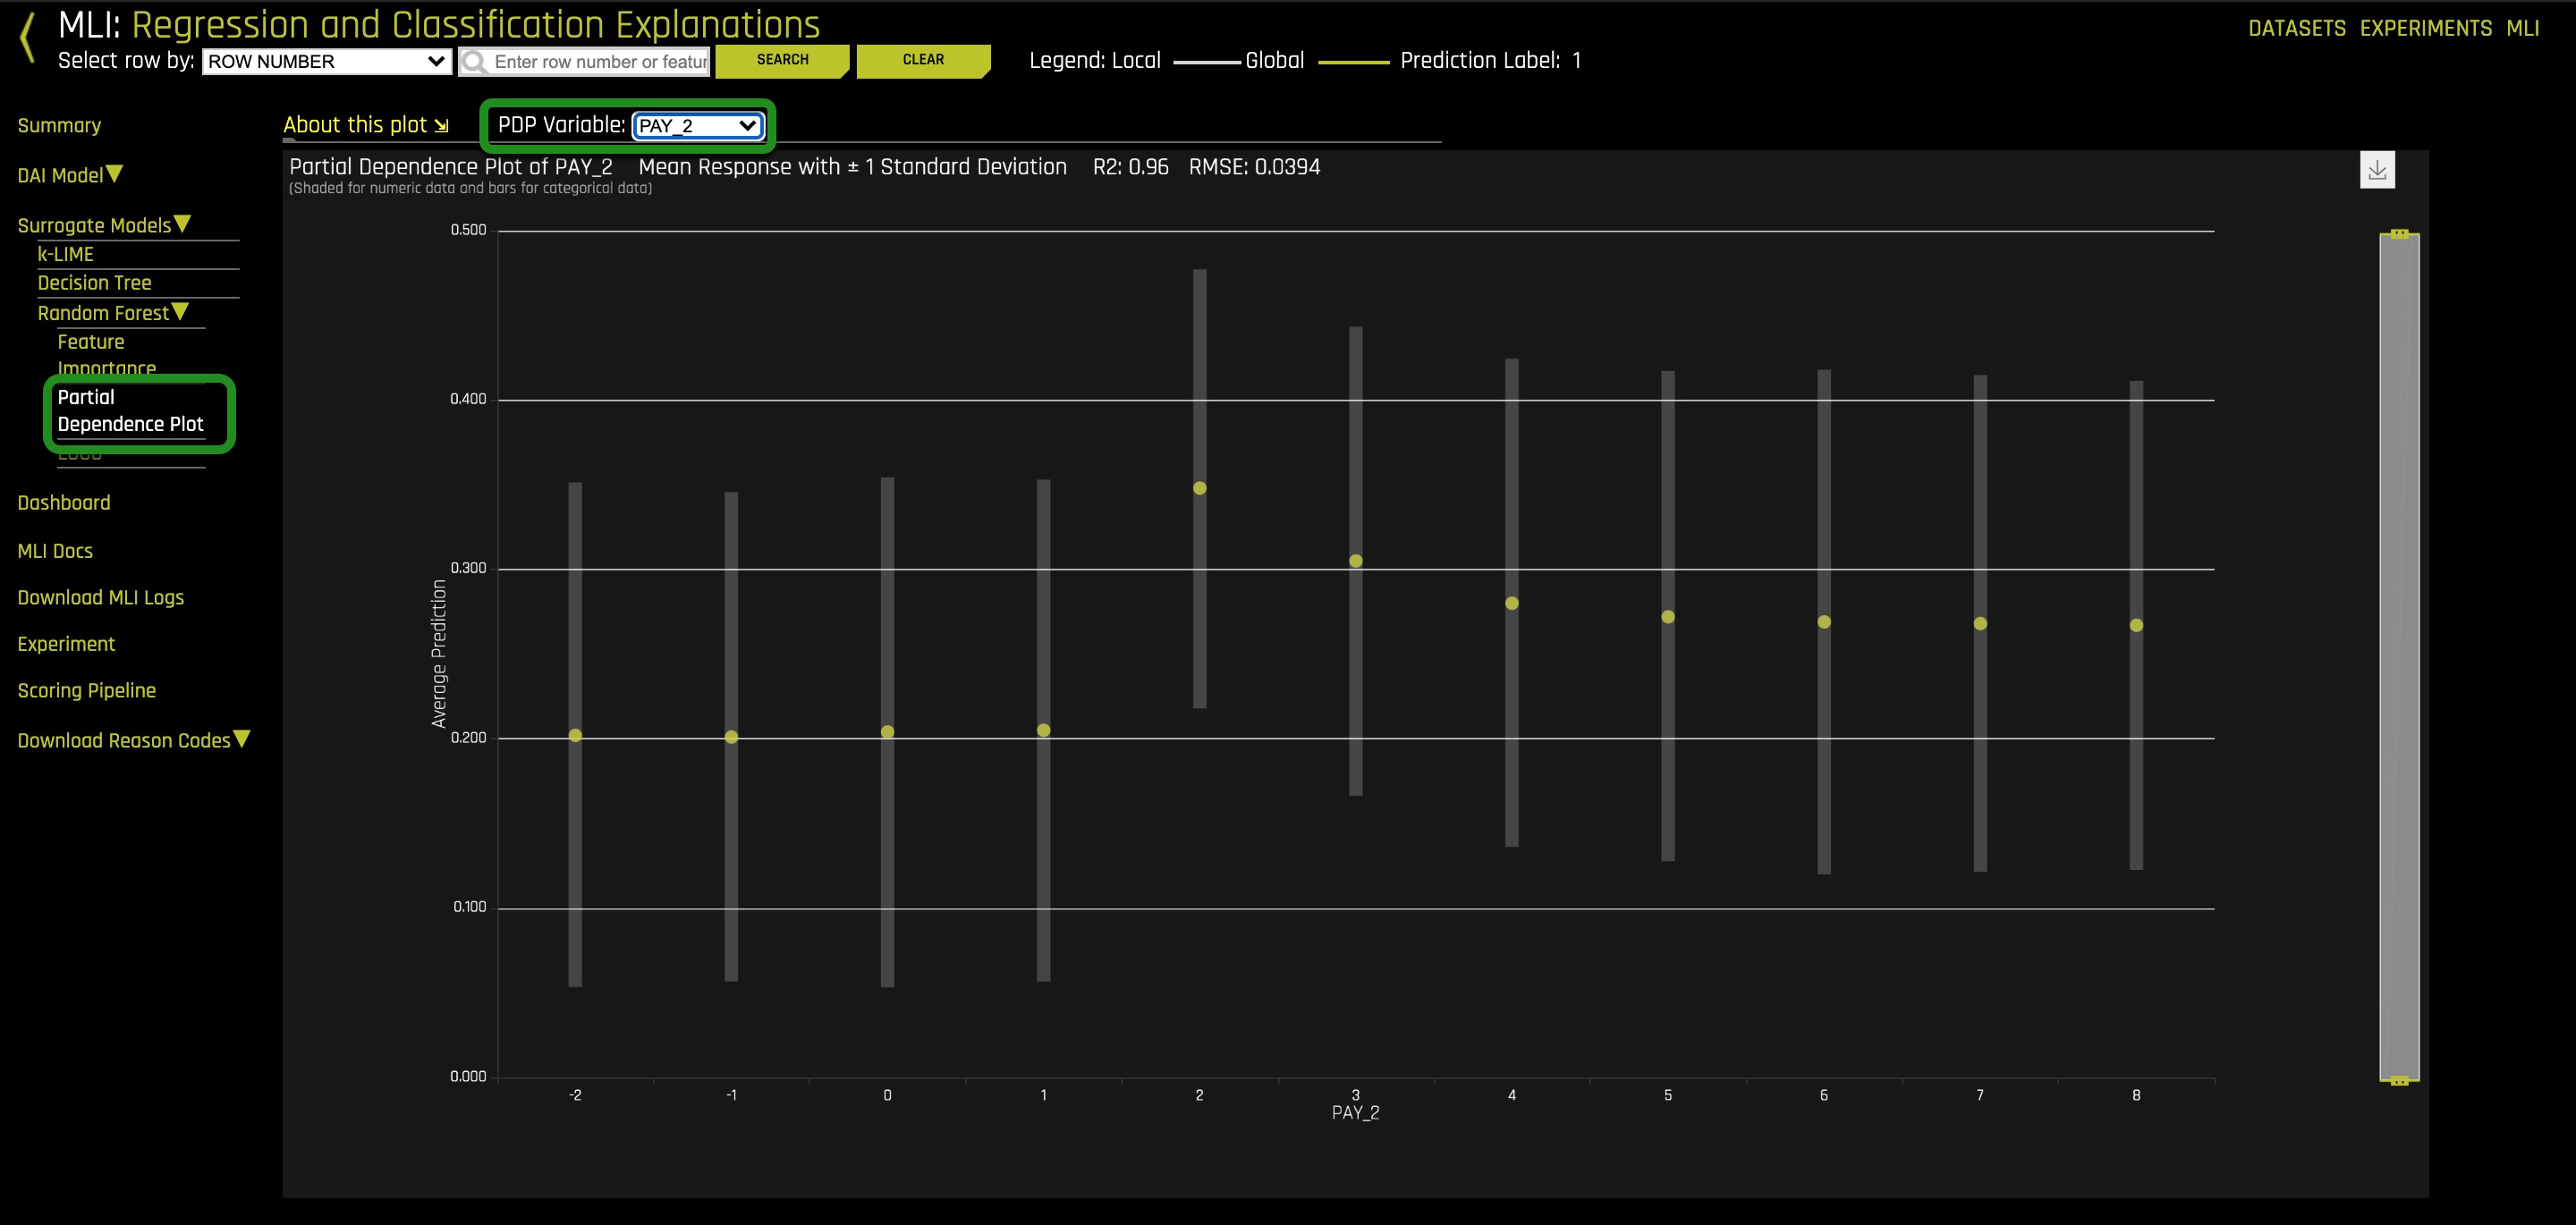 MLI: Regression and Classification Explanations
DATASETS EXPERIMENTS MLI
Select row by: ROW NUMBER Enter row number or featur SEARCH CLEAR Legend: Local Global Prediction Label: 1
Summary
DAI Model
Surrogate Models
k-LIME
Decision Tree
Random Forest
Feature
Importance
Partial
Dependence Plot
LOCO
Dashboard
MLI Docs
Download MLI Logs
Experiment
Scoring Pipeline
Download Reason Codes
About this plot PDP Variable: PAY_2
Partial Dependence Plot of PAY_2 Mean Response with ± 1 Standard Deviation R2: 0.96 RMSE: 0.0394
(Shaded for numeric data and bars for categorical data)
0.500
0.400
0.300
0.200
0.100
0.000
Average Prediction
-2 -1 0 1 2 3 4 5 6 7 8
PAY_2